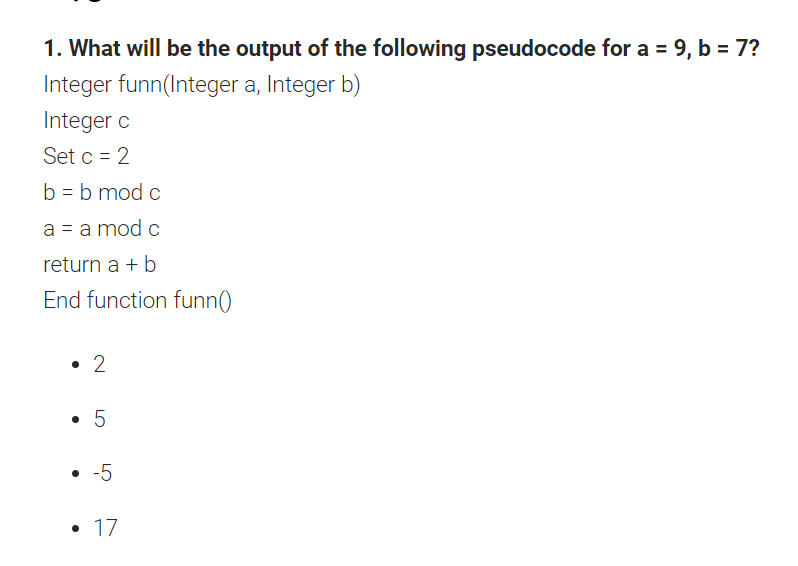 1. What will be the output of the following pseudocode for a = 9, b = 7?
Integer funn(Integer a, Integer b)
Integer c
Set c = 2
b = b mod c
a = a mod c
return a + b
End function funn()
• 2
• 5
• -5
• 17